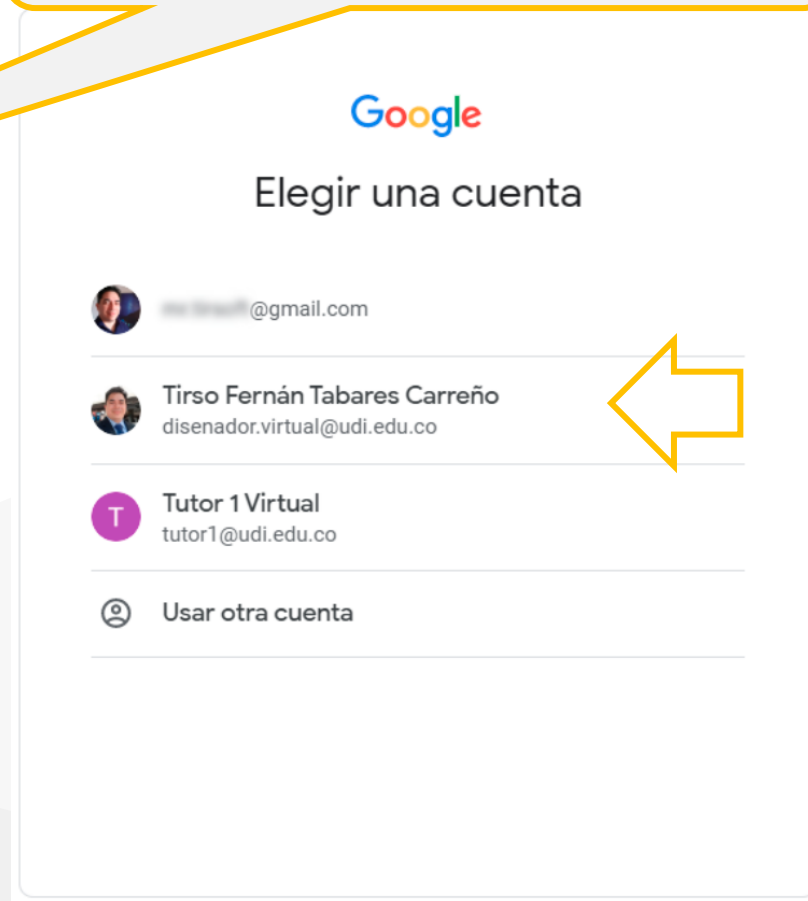 Google
Elegir una cuenta
@gmail.com
Tirso Fernán Tabares Carreño
disenador.virtual@udi.edu.co
T
Tutor 1 Virtual
tutor1@udi.edu.co
Usar otra cuenta